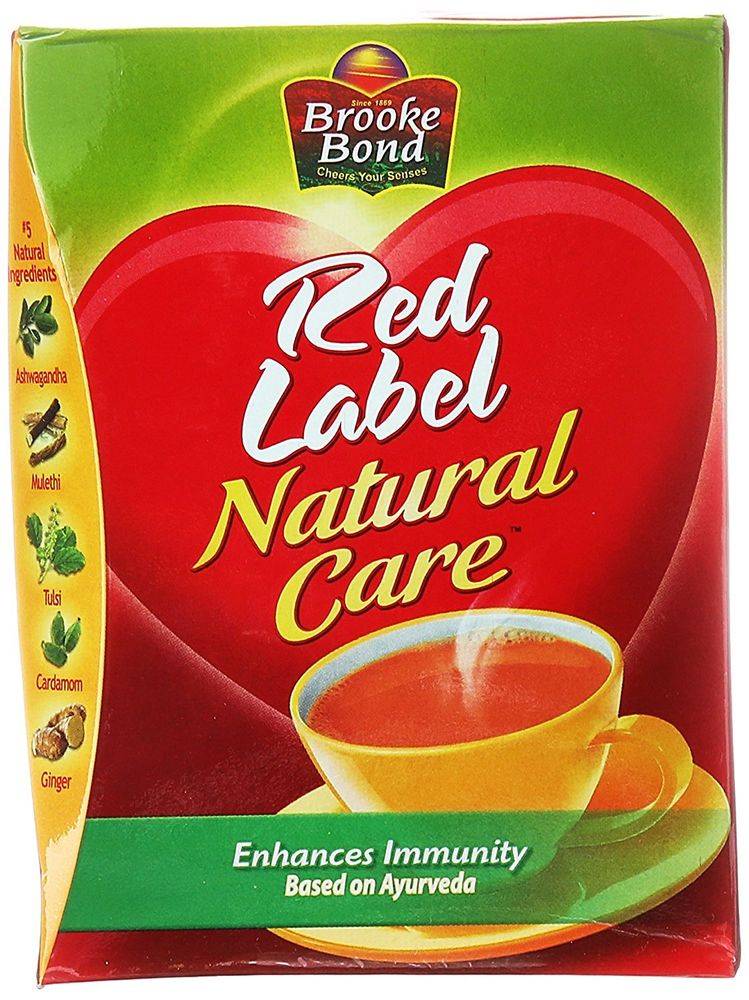 Since 1869
Brooke
Bond
Cheers Your Senses
Red
Label
Natural
Care™
#5
Natural
Ingredients
Ashwagandha
Mulethi
Tulsi
Cardamom
Ginger
Enhances Immunity
Based on Ayurveda